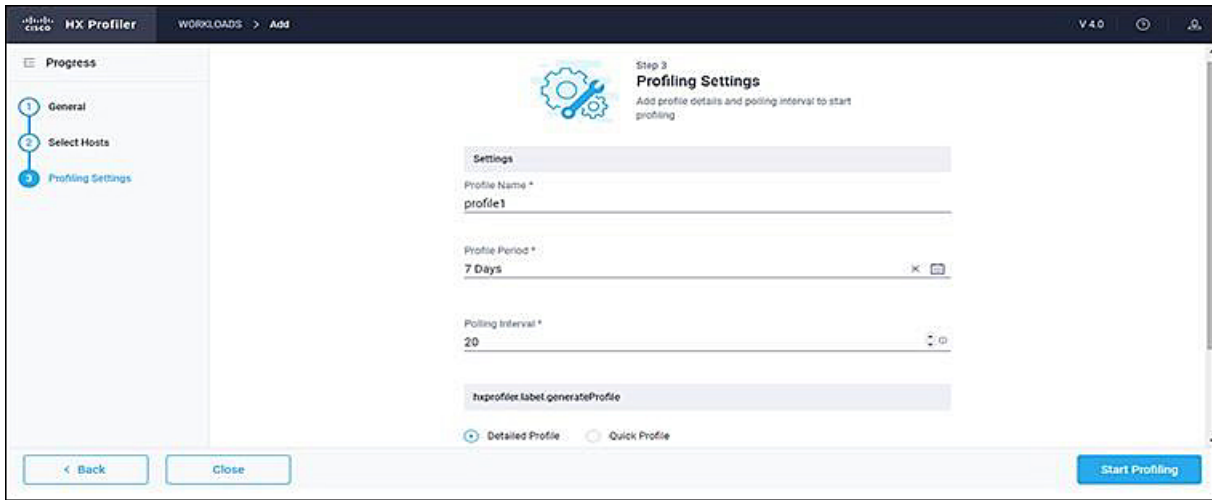 cisco HX Profiler WORKLOADS > Add V 4.0
Progress
1 General
2 Select Hosts
3 Profiling Settings
Step 3
Profiling Settings
Add profile details and polling interval to start
profiling
Settings
Profile Name *
profile1
Profile Period *
7 Days
Polling Interval *
20
hxprofiler.label.generateProfile
Detailed Profile Quick Profile
< Back Close Start Profiling